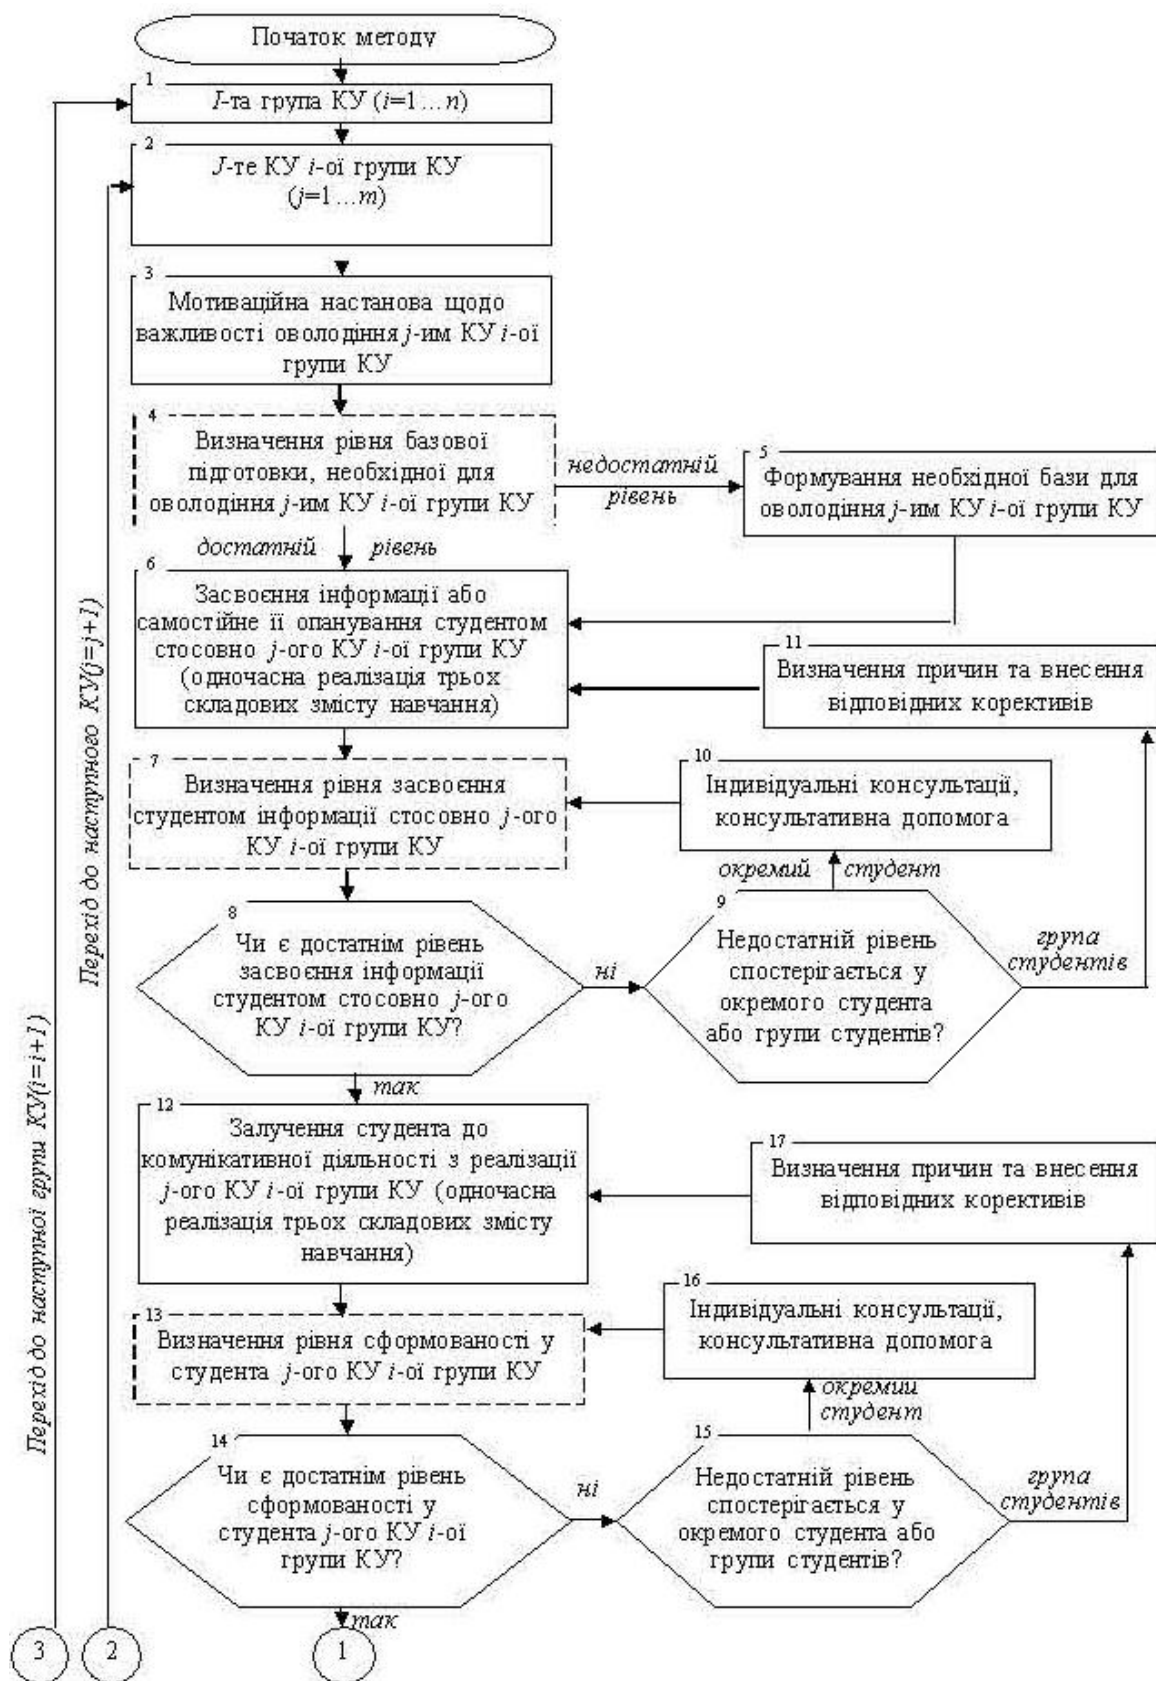 Початок методу
1
І-та група КУ (i=1...n)
2
J-те КУ i-ої групи КУ
(j=1...m)
3
Мотиваційна настанова щодо
важливості оволодіння j-им КУ i-ої
групи КУ
4
Визначення рівня базової
підготовки, необхідної для
оволодіння j-им КУ i-ої групи КУ
недостатній
рівень
5
Формування необхідної бази для
оволодіння j-им КУ i-ої групи КУ
достатній рівень
6
Засвоєння інформації або
самостійне її опанування студентом
стосовно j-ого КУ i-ої групи КУ
(одночасна реалізація трьох
складових змісту навчання)
11
Визначення причин та внесення
відповідних корективів
7
Визначення рівня засвоєння
студентом інформації стосовно j-ого
КУ i-ої групи КУ
10
Індивідуальні консультації,
консультативна допомога
окремий студент
8
Чи є достатнім рівень
засвоєння інформації
студентом стосовно j-ого
КУ i-ої групи КУ?
ні
9
Недостатній рівень
спостерігається у
окремого студента
або групи студентів?
група
студентів
так
12
Залучення студента до
комунікативної діяльності з реалізації
j-ого КУ i-ої групи КУ (одночасна
реалізація трьох складових змісту
навчання)
17
Визначення причин та внесення
відповідних корективів
13
Визначення рівня сформованості у
студента j-ого КУ i-ої групи КУ
16
Індивідуальні консультації,
консультативна допомога
окремий
студент
14
Чи є достатнім рівень
сформованості у
студента j-ого КУ i-ої
групи КУ?
ні
15
Недостатній рівень
спостерігається у
окремого студента або
групи студентів?
група
студентів
так
Перехід до наступної групи КУ(i=i+1)
Перехід до наступного КУ(j=j+1)
3
2
1